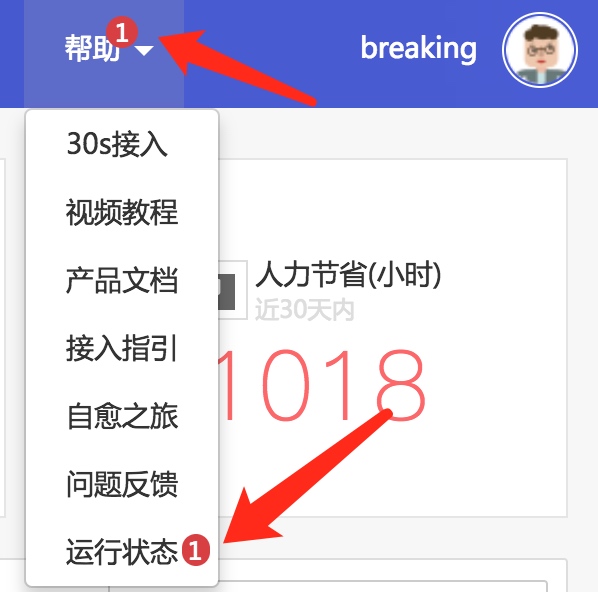 帮助 1
breaking
30s接入
视频教程
产品文档
接入指引
自愈之旅
问题反馈
运行状态 1
人力节省(小时)
近30天内
1018